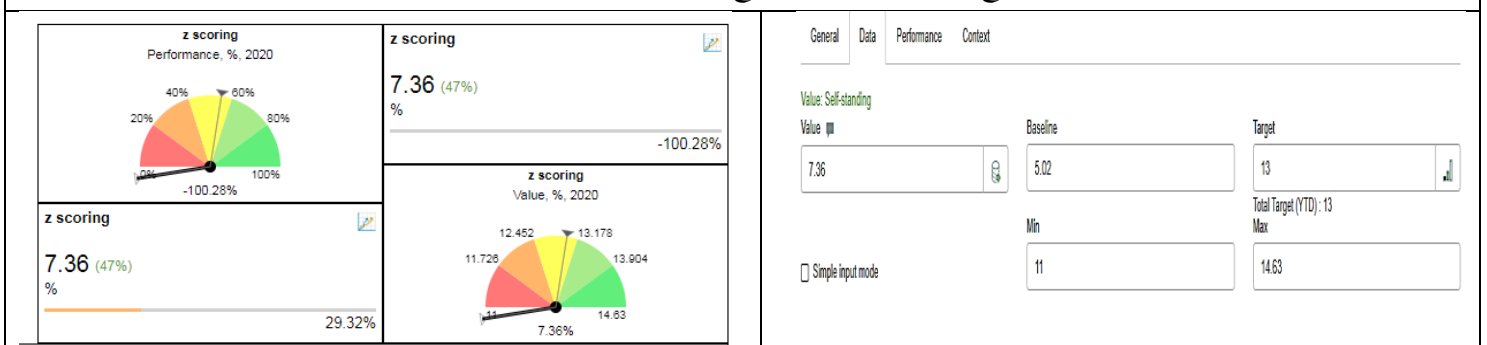 z scoring
Performance, %, 2020
40%
60%
20%
80%
0%
100%
-100.28%
z scoring
7.36 (47%)
%
-100.28%
z scoring
7.36 (47%)
%
29.32%
z scoring
Value, %, 2020
12.452
13.178
11.726
13.904
11
14.63
7.36%
General Data Performance Context
Value: Self-standing
Value Baseline Target
7.36 5.02 13
Total Target (YTD) : 13
Min Max
Simple input mode
11 14.63